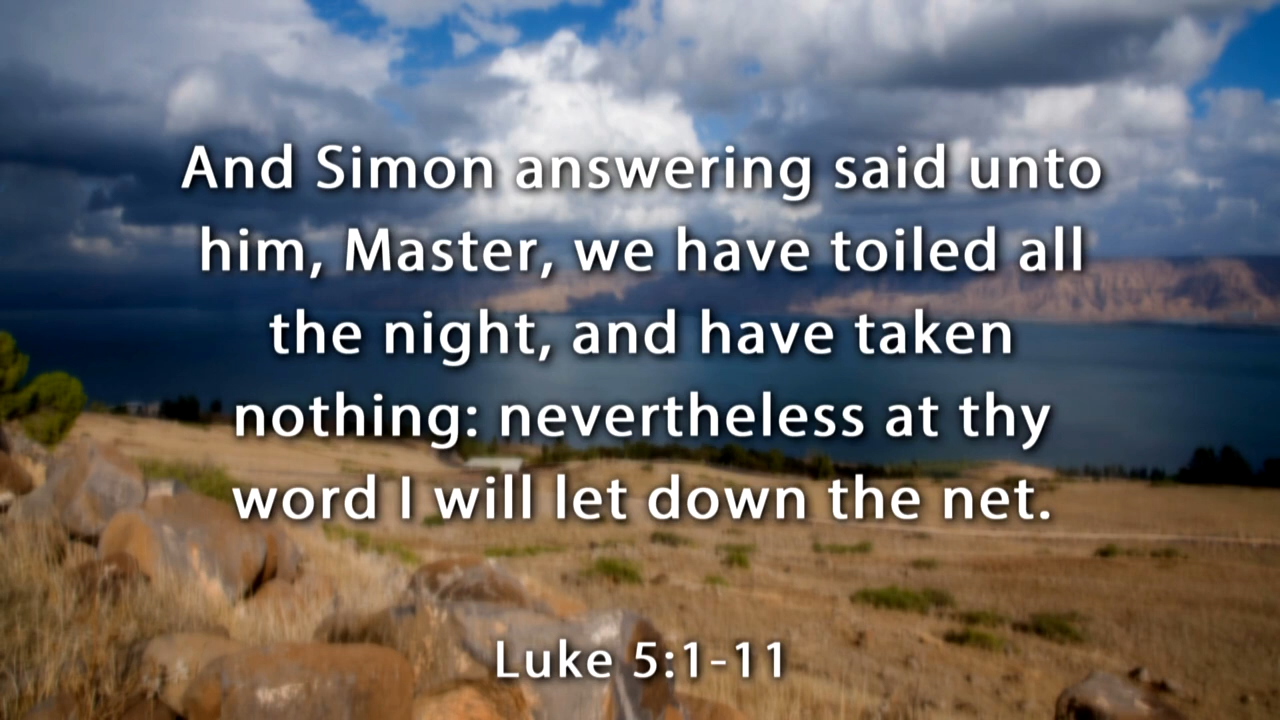 And Simon answering said unto
him, Master, we have toiled all
the night, and have taken
nothing: nevertheless at thy
word I will let down the net.
Luke 5:1-11